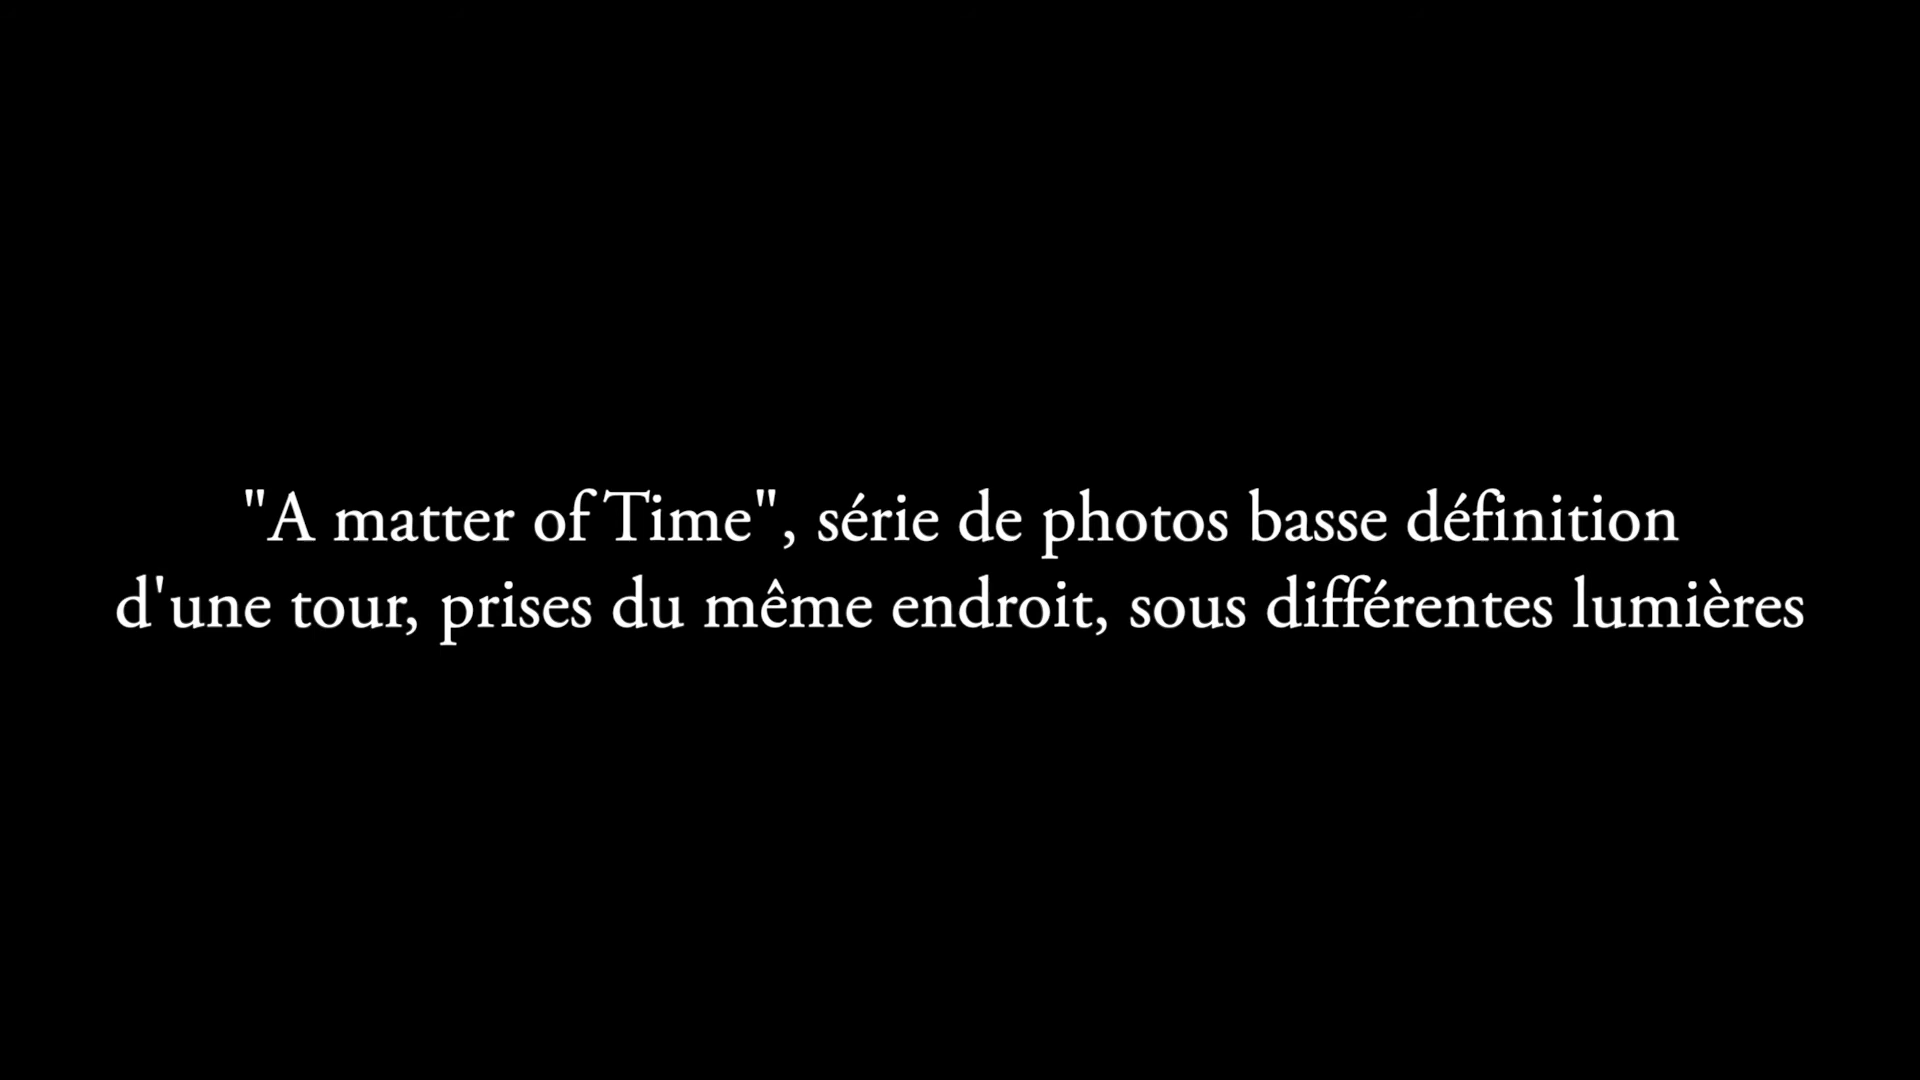 "A matter of Time", série de photos basse définition
d'une tour, prises du même endroit, sous différentes lumières